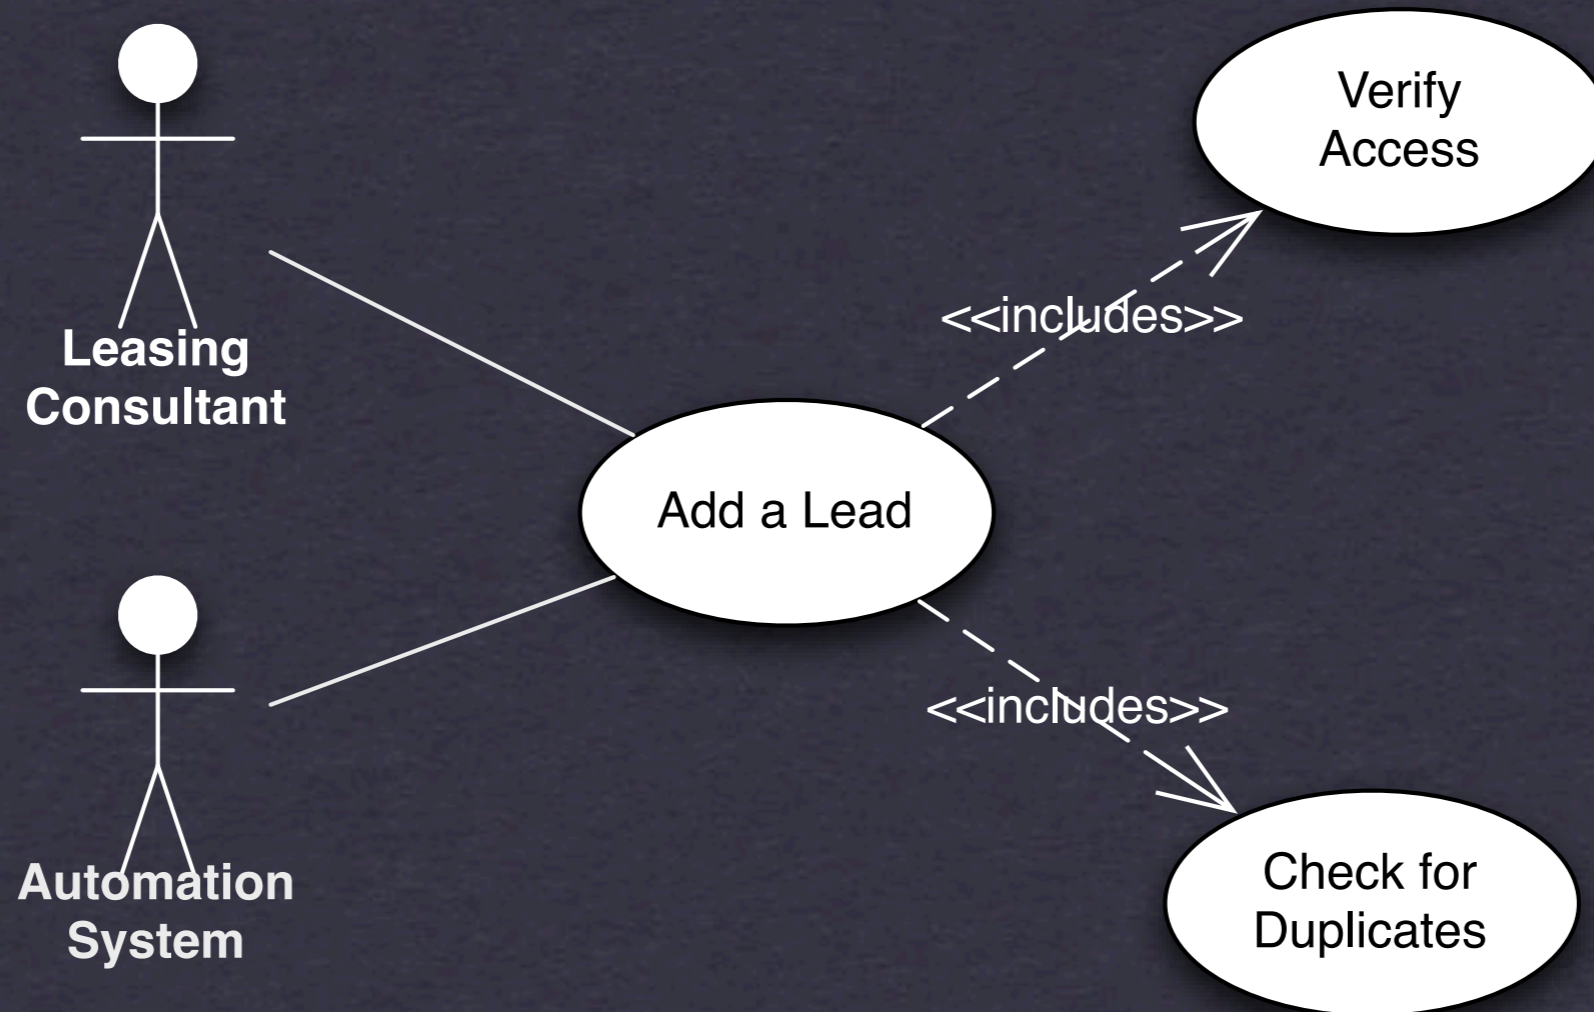 Verify
Access
<<includes>>
Leasing
Consultant
Add a Lead
<<includes>>
Automation
System
Check for
Duplicates